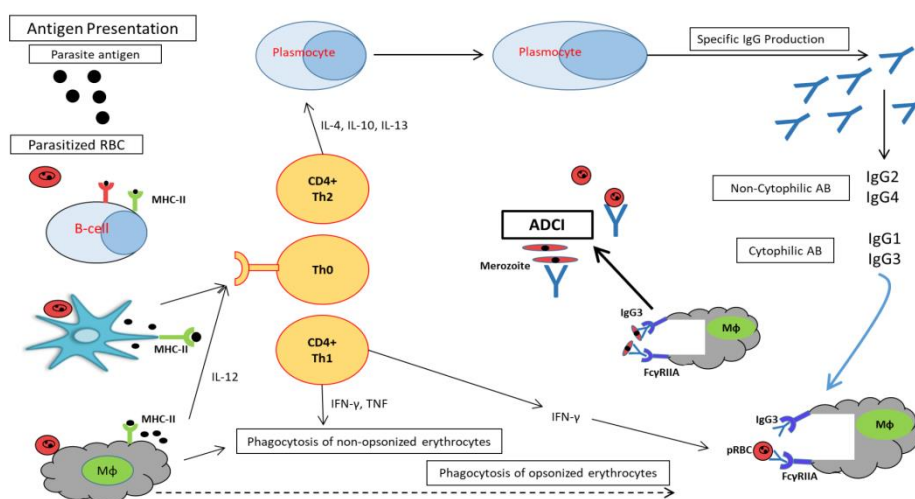 Antigen Presentation
Parasite antigen
Parasitized RBC
MHC-II
B-cell
MHC-II
IL-12
MHC-II
Mϕ
Plasmocyte
Plasmocyte
Specific IgG Production
IL-4, IL-10, IL-13
CD4+
Th2
Th0
CD4+
Th1
IFN-γ, TNF
IFN-γ
Phagocytosis of non-opsonized erythrocytes
Phagocytosis of opsonized erythrocytes
ADCI
Merozoite
IgG3
Mϕ
FcγRIIA
Non-Cytophilic AB
IgG2
IgG4
Cytophilic AB
IgG1
IgG3
IgG3
Mϕ
pRBC
FcγRIIA